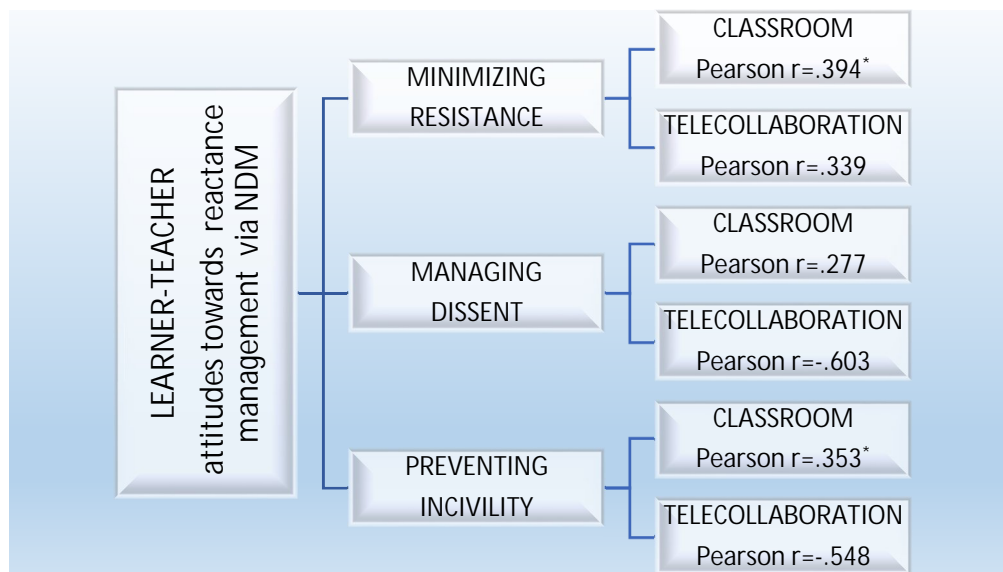 LEARNER-TEACHER
attitudes towards reactance
management via NDM
MINIMIZING
RESISTANCE
CLASSROOM
Pearson r=.394*
TELECOLLABORATION
Pearson r=.339
MANAGING
DISSENT
CLASSROOM
Pearson r=.277
TELECOLLABORATION
Pearson r=-.603
PREVENTING
INCIVILITY
CLASSROOM
Pearson r=.353*
TELECOLLABORATION
Pearson r=-.548